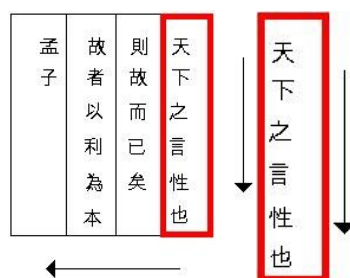 天下之言性也
則故而已矣
故者以利為本
孟子
天下之言性也